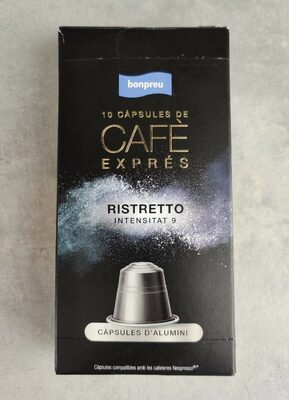 bonpreu
10 CÀPSULES DE
CAFÈ
EXPRÉS
RISTRETTO
INTENSITAT 9
CÀPSULES D'ALUMINI
Càpsules compatibles amb les cafeteres Nespresso®*